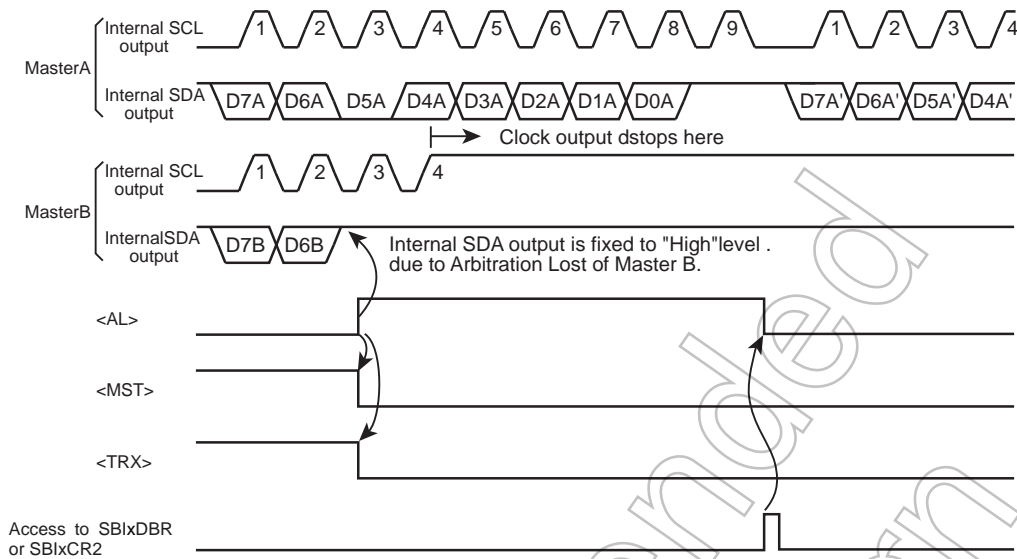 Internal SCL
output
1 2 3 4 5 6 7 8 9 1 2 3 4
MasterA
Internal SDA
output
D7A D6A D5A D4A D3A D2A D1A D0A D7A' D6A' D5A' D4A'
Clock output dstops here
Internal SCL
output
1 2 3 4
MasterB
InternalSDA
output
D7B D6B
Internal SDA output is fixed to "High"level .
due to Arbitration Lost of Master B.
<AL>
<MST>
<TRX>
Access to SBIxDBR
or SBIxCR2